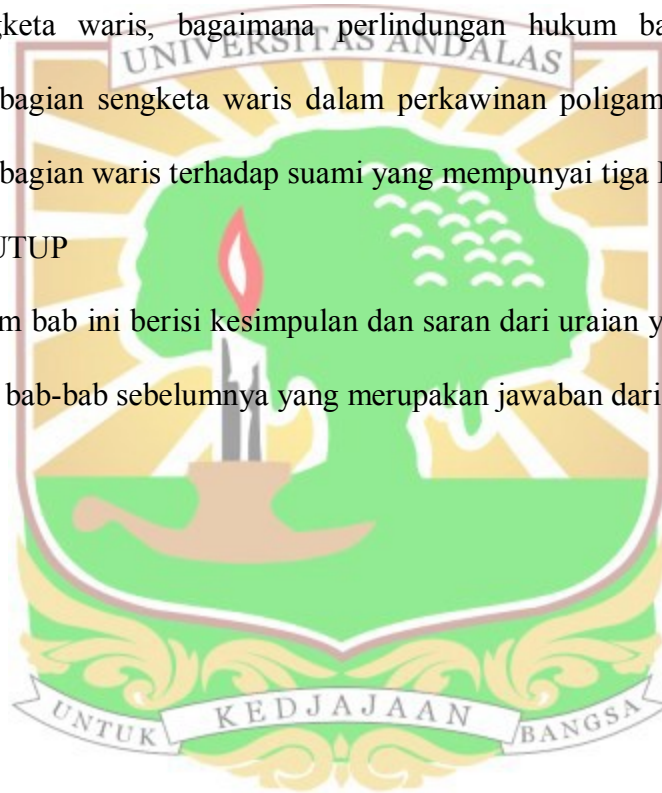 keta waris, bagaimana perlindungan hukum ba
UNIVERSITAS ANDALAS
bagian sengketa waris dalam perkawinan poligam
bagian waris terhadap suami yang mempunyai tiga
UTUP
m bab ini berisi kesimpulan dan saran dari uraian y
bab-bab sebelumnya yang merupakan jawaban dari
UNTUK KEDJAJAAN BANGSA